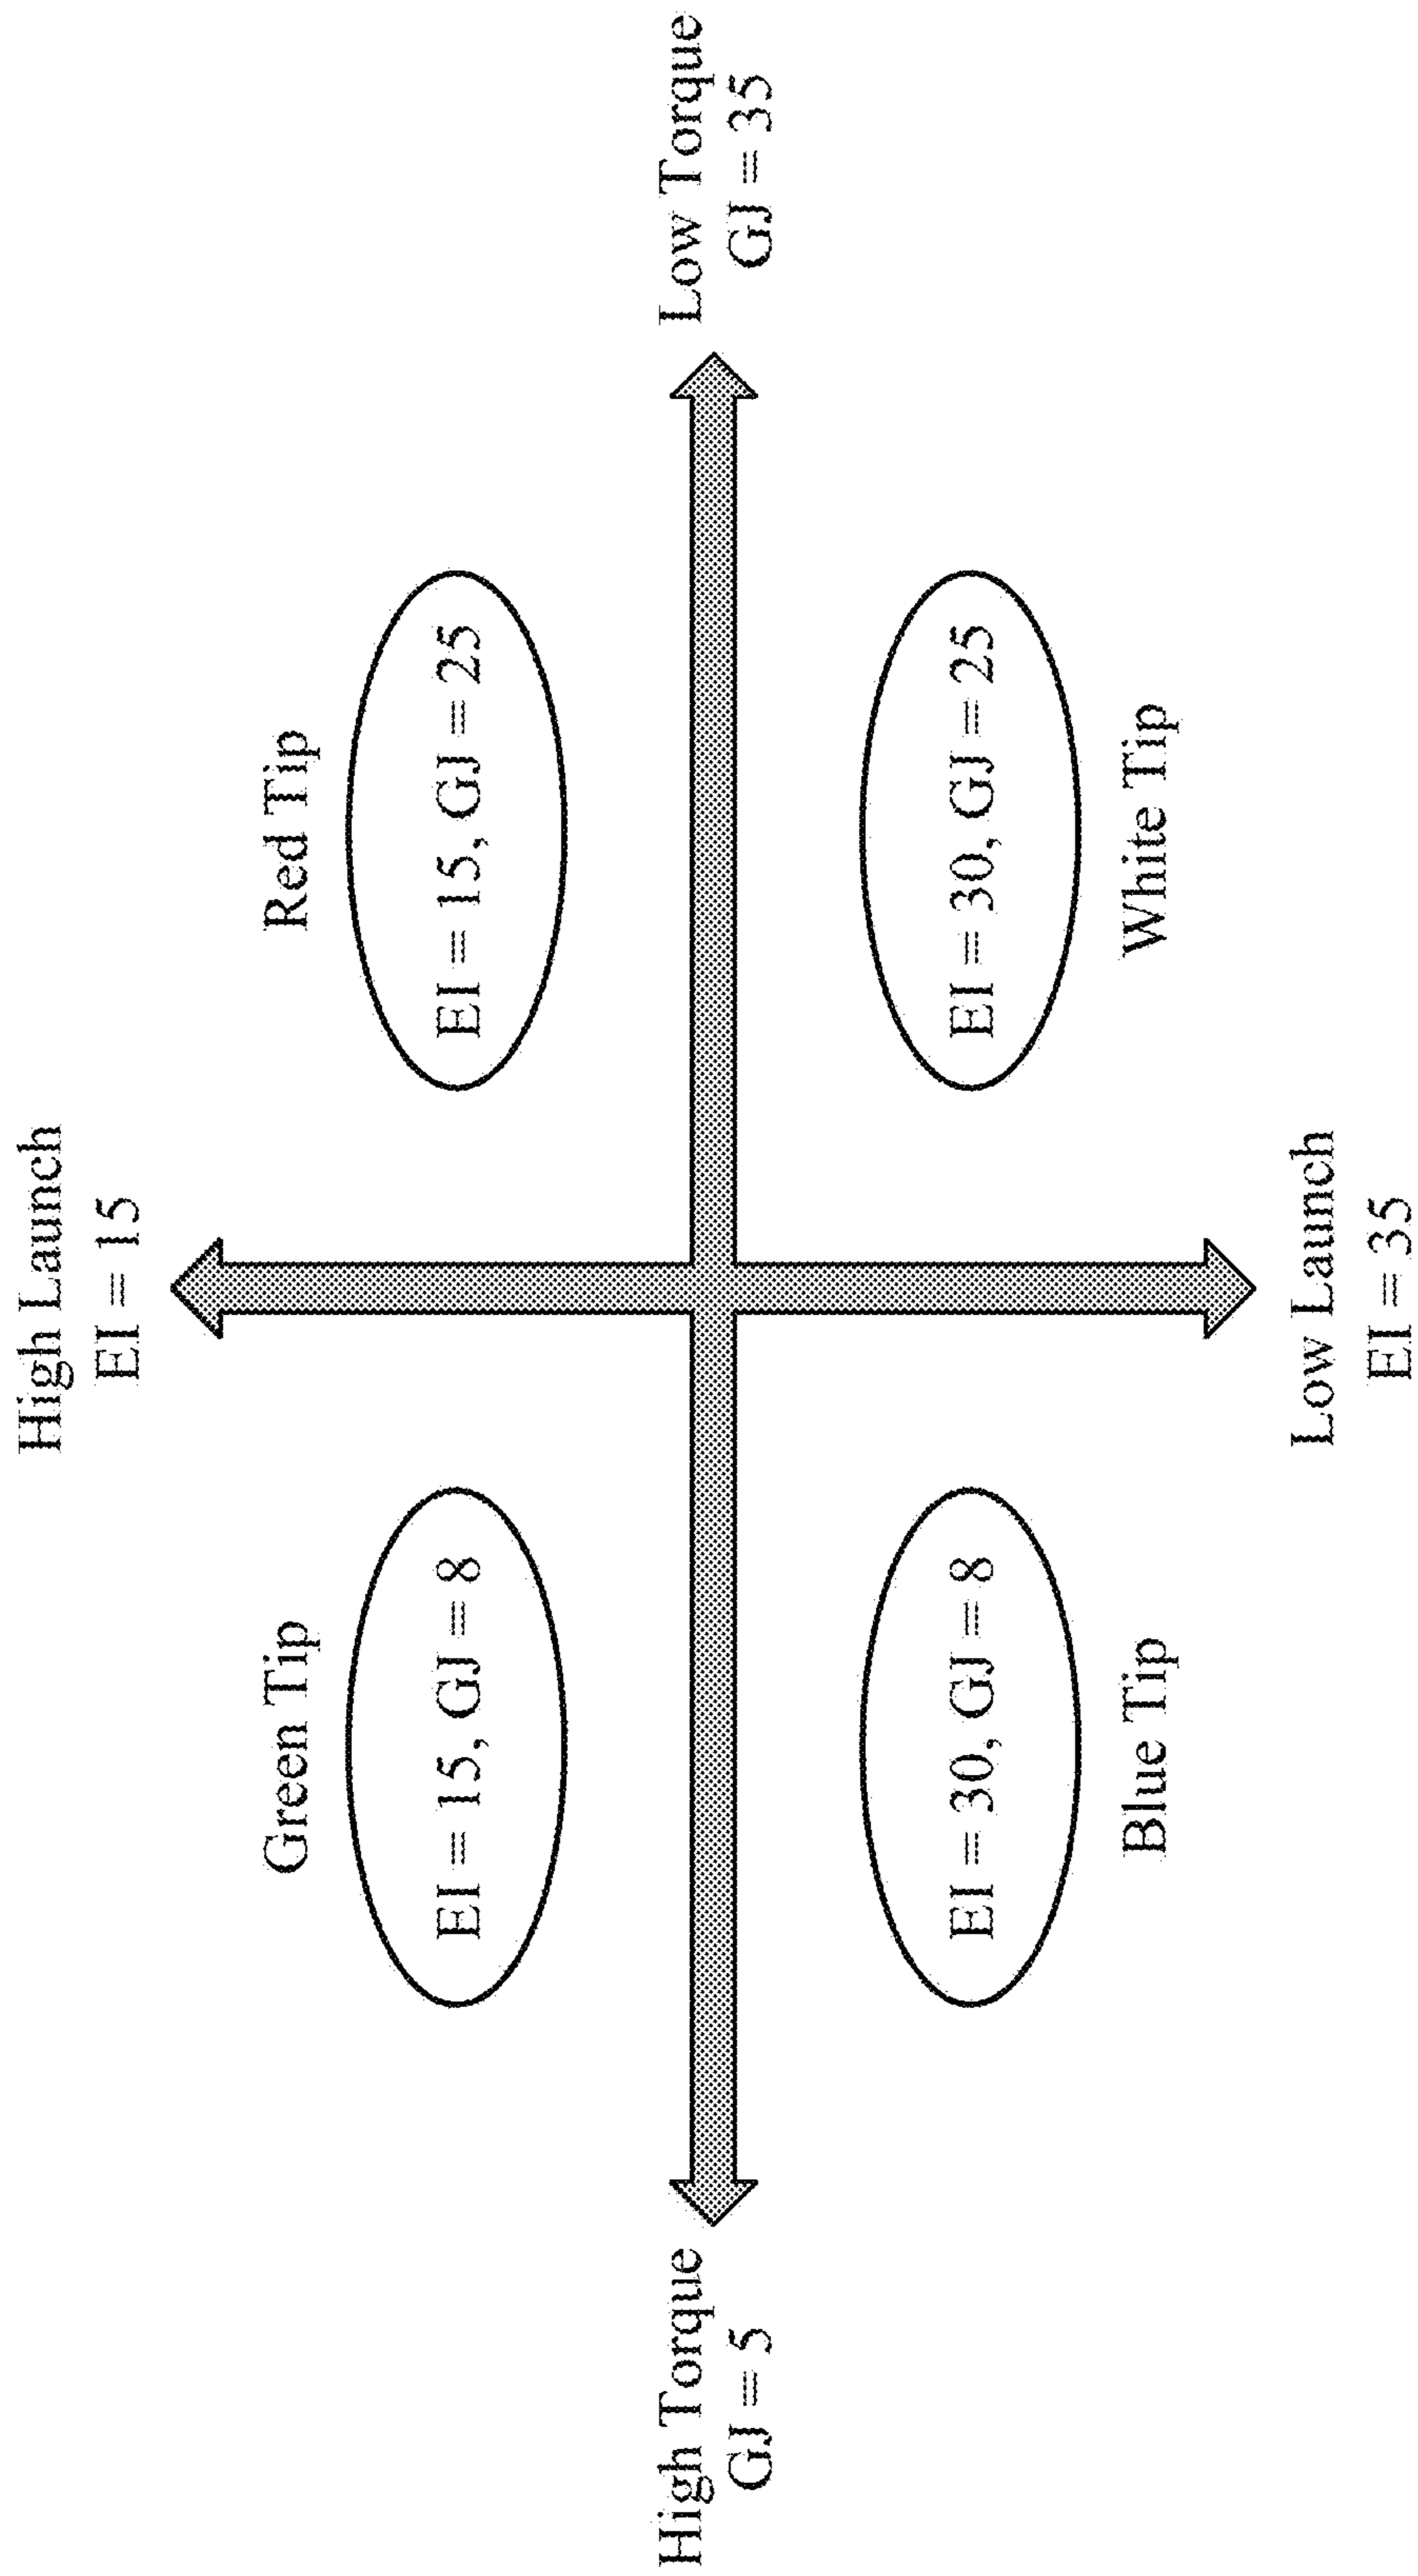 High Launch
EI = 15
Green Tip
Red Tip
EI = 15, GJ = 8
EI = 15, GJ = 25
High Torque
GJ = 5
Low Torque
GJ = 35
EI = 30, GJ = 8
EI = 30, GJ = 25
Blue Tip
White Tip
Low Launch
EI = 35